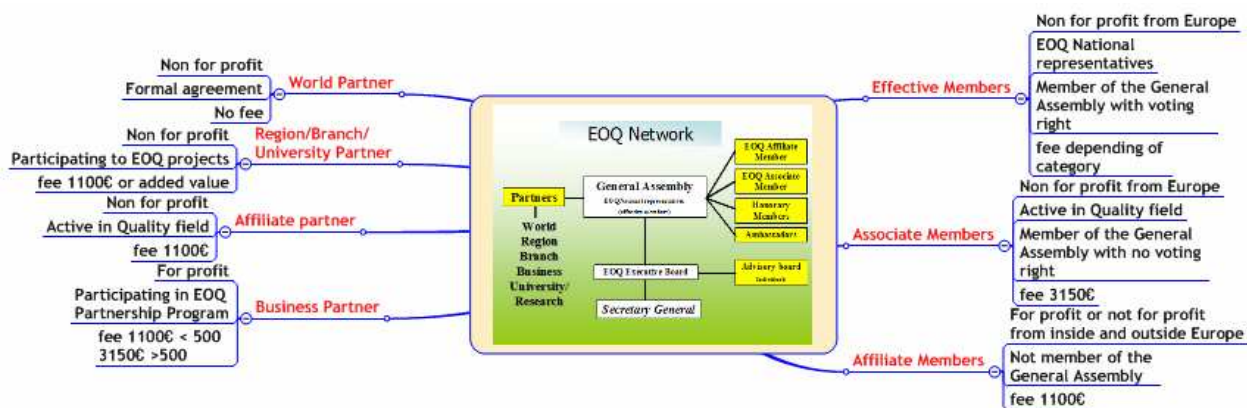 Non for profit
Formal agreement
No fee
World Partner
Non for profit
Participating to EOQ projects
fee 1100€ or added value
Region/Branch/
University Partner
Non for profit
Active in Quality field
fee 1100€
Affiliate partner
For profit
Participating in EOQ
Partnership Program
fee 1100€ < 500
3150€ >500
Business Partner
EOQ Network
Partners
World
Region
Branch
Business
University/
Research
General Assembly
(effective members)
EOQ Executive Board
Secretary General
EOQ Affiliate
Member
EOQ Associate
Member
Honorary
Members
Ambassadors
Advisory board
Effective Members
Non for profit from Europe
EOQ National
representatives
Member of the General
Assembly with voting
right
fee depending of
category
Associate Members
Non for profit from Europe
Active in Quality field
Member of the General
Assembly with no voting
right
fee 3150€
Affiliate Members
For profit or not for profit
from inside and outside Europe
Not member of the
General Assembly
fee 1100€